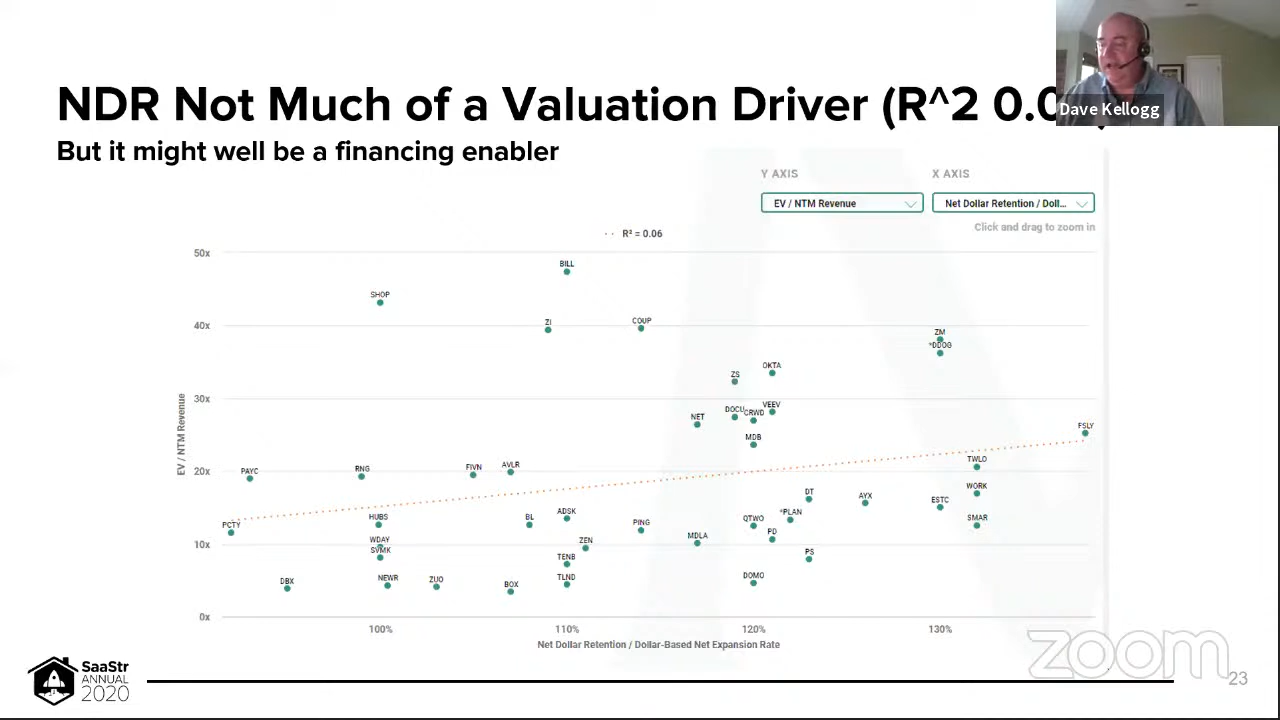 NDR Not Much of a Valuation Driver (R^2 0.0
Dave Kellogg
But it might well be a financing enabler
Y AXIS
X AXIS
EV / NTM Revenue
Net Dollar Retention / Doll...
Click and drag to zoom in
R² = 0.06
50x
BILL
SHOP
40x
ZI
COUP
ZM
*DDOG
OKTA
ZS
30x
NET
DOCU
CRWD
VEEV
MDB
FSLY
EV / NTM Revenue
20x
PAYC
RNG
FIVN
AVLR
TWLO
DT
AYX
WORK
ESTC
PCTY
HUBS
BL
ADSK
PING
QTWO
*PLAN
SMAR
10x
WDAY
SVMK
ZEN
MDLA
PD
TENB
PS
DBX
NEWR
ZUO
BOX
TLND
DOMO
0x
100%
110%
120%
130%
Net Dollar Retention / Dollar-Based Net Expansion Rate
zoom
SaaStr
ANNUAL
2020
23